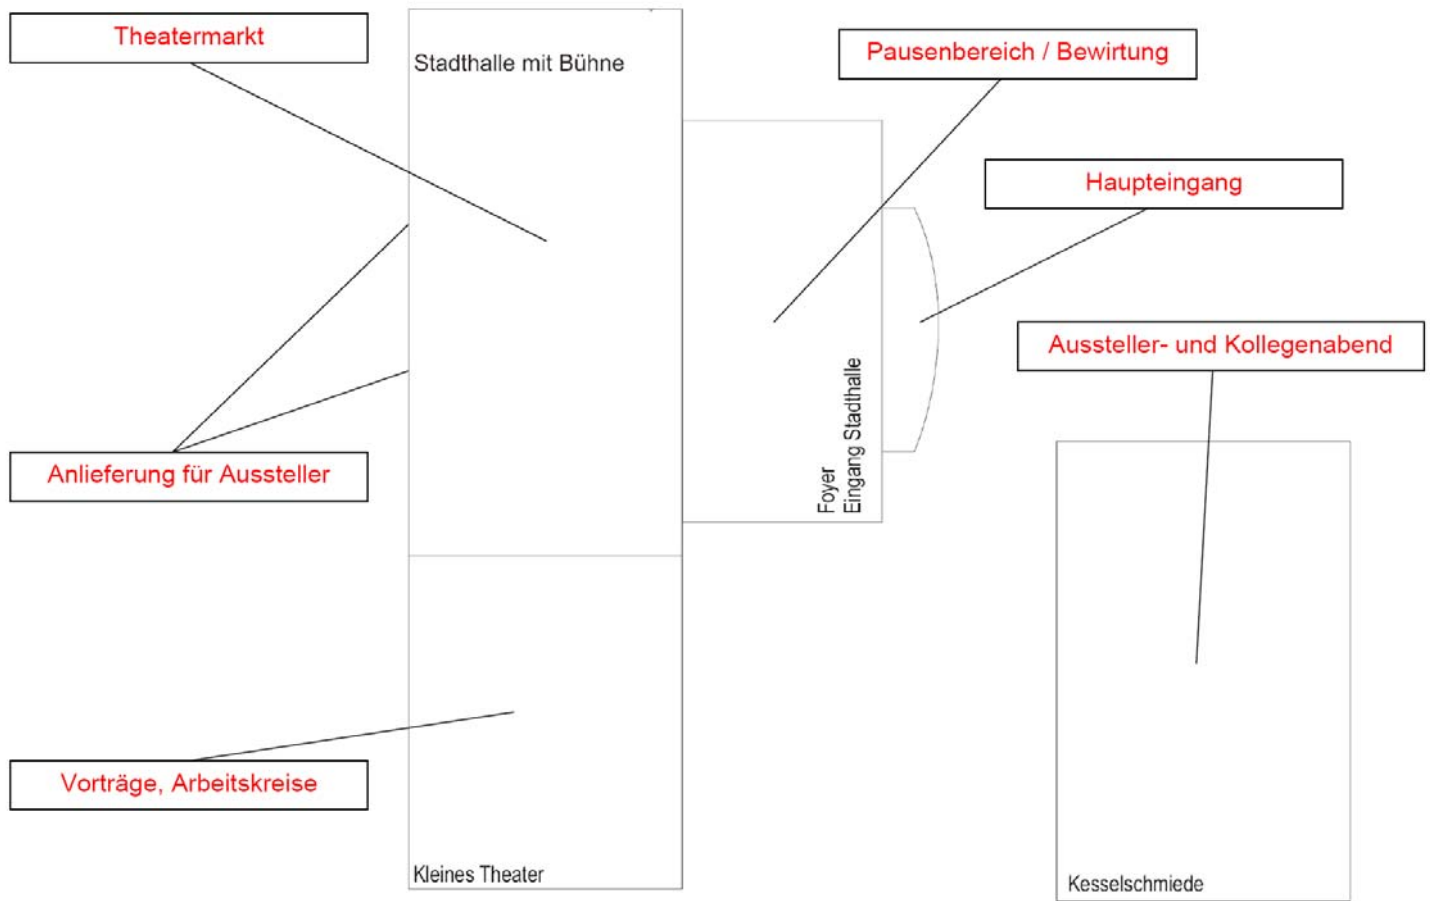 Theatermarkt
Stadthalle mit Bühne
Pausenbereich / Bewirtung
Haupteingang
Aussteller- und Kollegenabend
Foyer
Eingang Stadthalle
Anlieferung für Aussteller
Vorträge, Arbeitskreise
Kleines Theater
Kesselschmiede